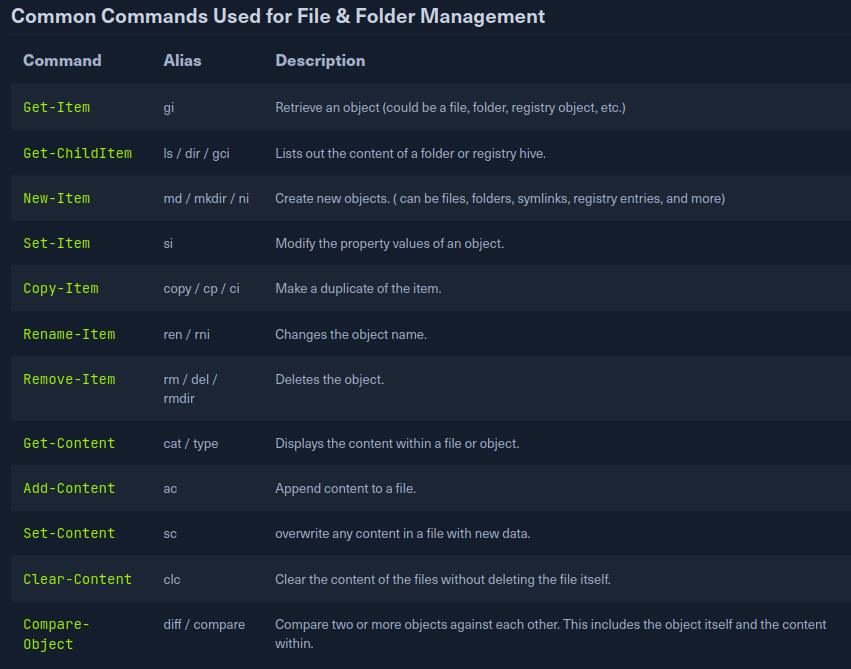 Common Commands Used for File & Folder Management
Command Alias Description
Get-Item gi Retrieve an object (could be a file, folder, registry object, etc.)
Get-ChildItem ls / dir / gci Lists out the content of a folder or registry hive.
New-Item md / mkdir / ni Create new objects. ( can be files, folders, symlinks, registry entries, and more)
Set-Item si Modify the property values of an object.
Copy-Item copy / cp / ci Make a duplicate of the item.
Rename-Item ren / rni Changes the object name.
Remove-Item rm / del / Deletes the object.
rmdir
Get-Content cat / type Displays the content within a file or object.
Add-Content ac Append content to a file.
Set-Content sc overwrite any content in a file with new data.
Clear-Content clc Clear the content of the files without deleting the file itself.
Compare- diff / compare Compare two or more objects against each other. This includes the object itself and the content
Object within.